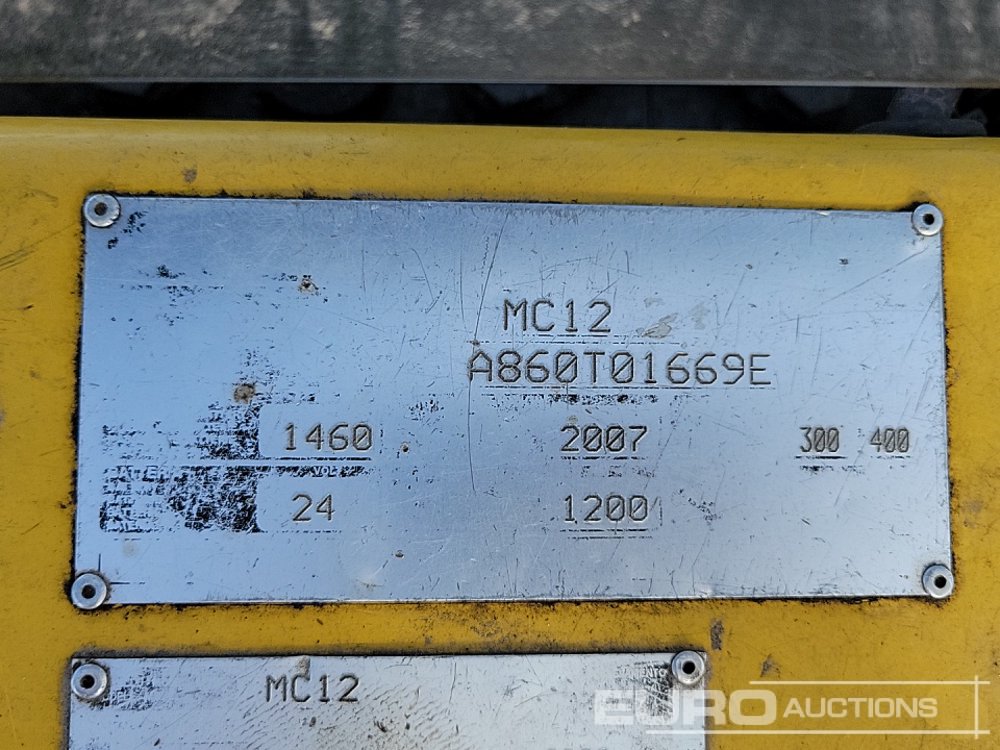 MC12
A860T01669E
1460 2007 300 400
24 1200
MC12
EURO AUCTIONS